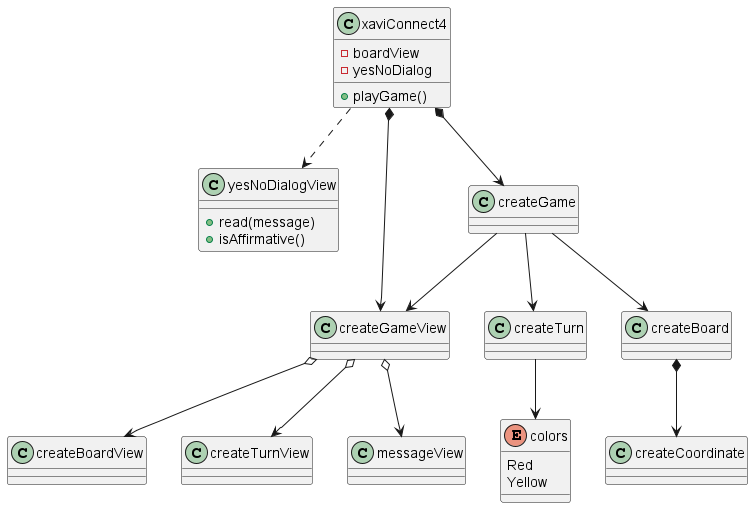 C xaviConnect4
boardView
yesNoDialog
playGame()
C yesNoDialogView
read(message)
isAffirmative()
C createGame
C createGameView
C createTurn
C createBoard
C createBoardView
C createTurnView
C messageView
E colors
Red
Yellow
C createCoordinate